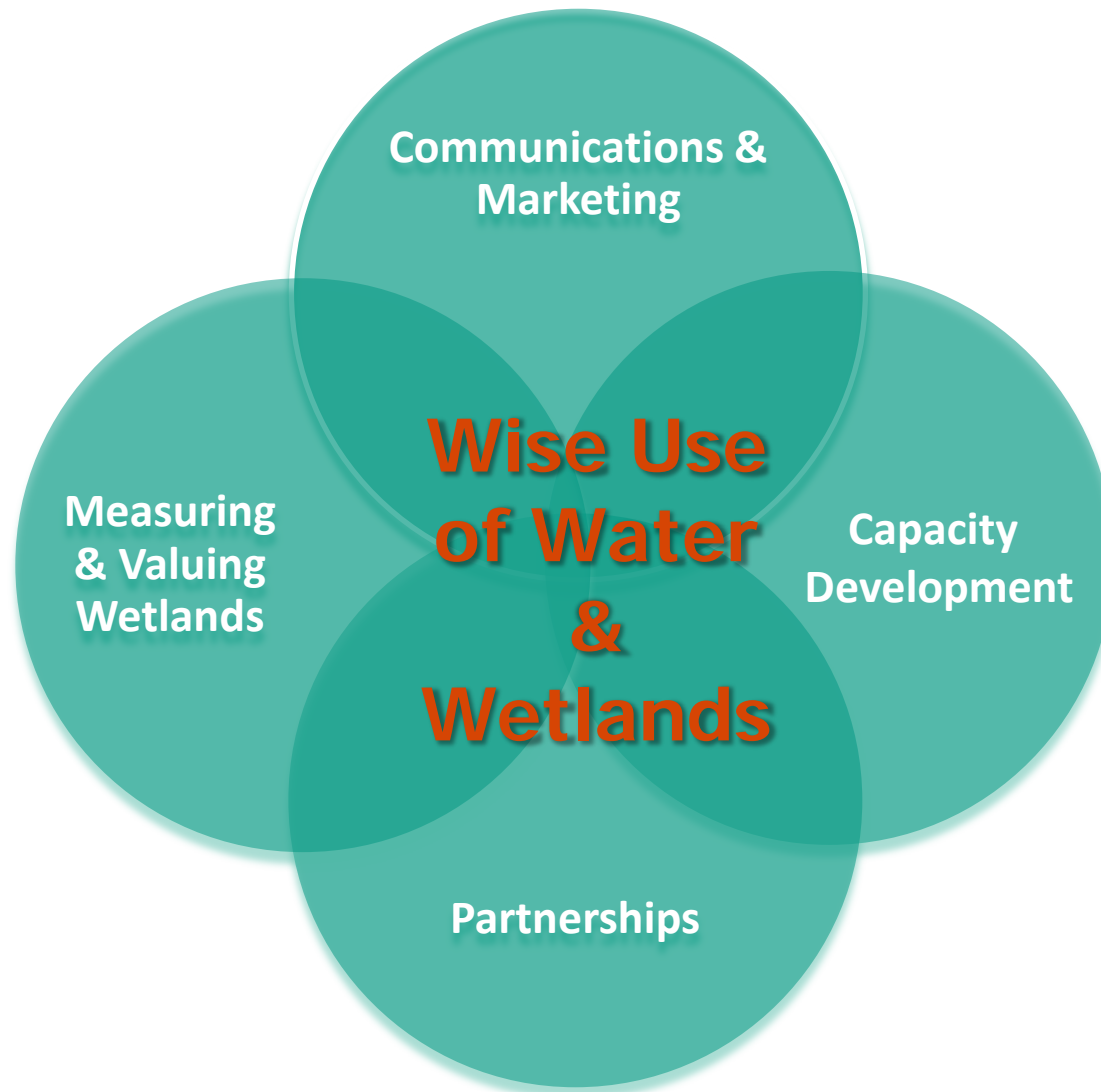 Communications &
Marketing
Wise Use
of Water
&
Wetlands
Measuring
& Valuing
Wetlands
Capacity
Development
Partnerships